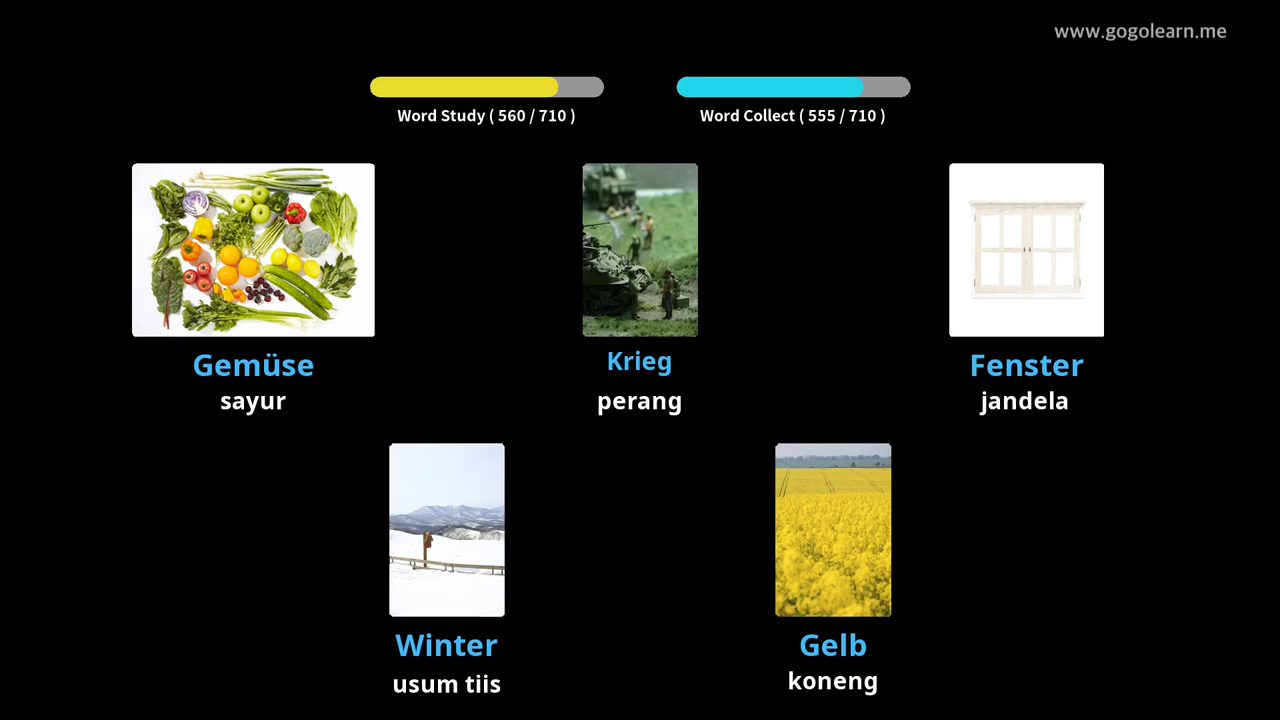 www.gogolearn.me
Word Study ( 560 / 710 )
Word Collect ( 555 / 710 )
Gemüse
sayur
Krieg
perang
Fenster
jandela
Winter
usum tiis
Gelb
koneng